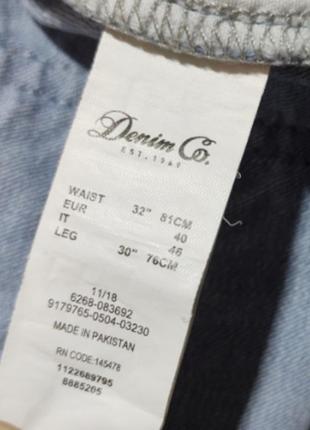 Denim Co.
EST. 1969
WAIST 32" 81CM
EUR 40
IT 46
LEG 30" 76CM
11/18
6268-083692
9179765-0504-03230
MADE IN PAKISTAN
RN CODE: 145478
1122689795
8885205